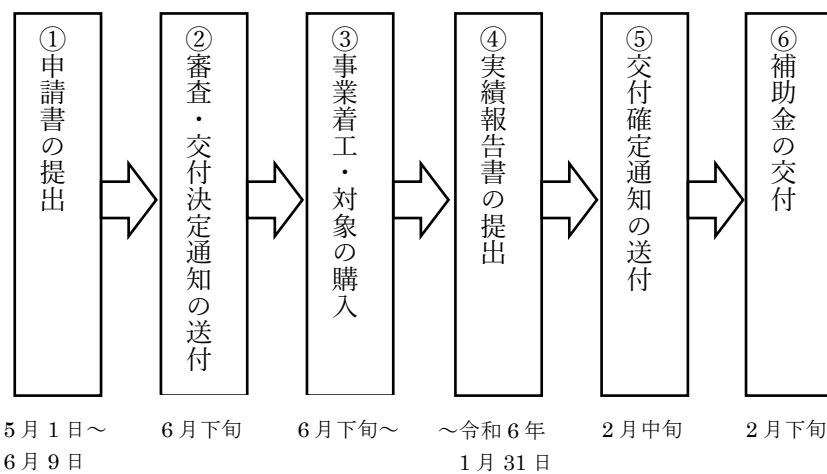 ①申請書の提出
②審査・交付決定通知の送付
③事業着工・対象の購入
④実績報告書の提出
⑤交付確定通知の送付
⑥補助金の交付
5月1日～
6月9日
6月下旬
6月下旬～
～令和6年
1月31日
2月中旬
2月下旬